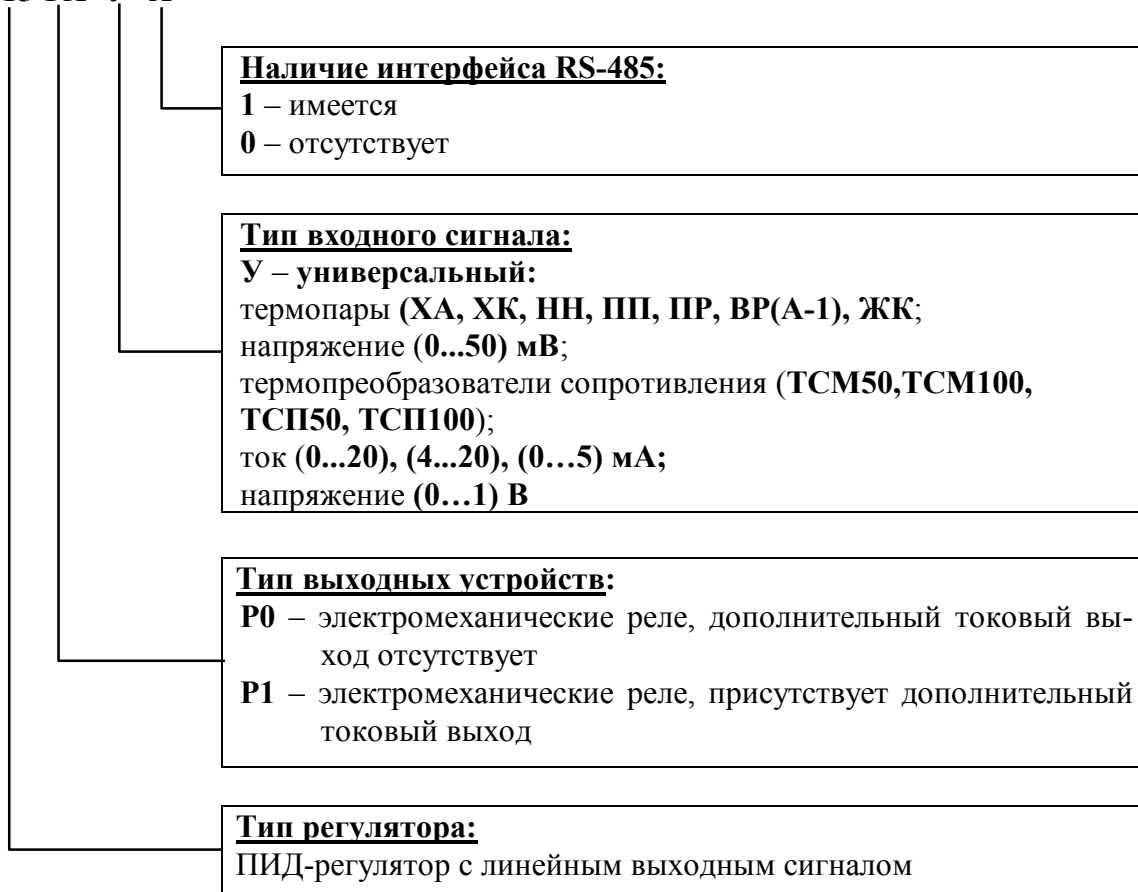 Наличие интерфейса RS-485:
1 – имеется
0 – отсутствует
Тип входного сигнала:
У – универсальный:
термопары (ХА, ХК, НН, ПП, ПР, ВР(А-1), ЖК;
напряжение (0...50) мВ;
термопреобразователи сопротивления (ТСМ50,ТСМ100,
ТСП50, ТСП100);
ток (0...20), (4...20), (0…5) мА;
напряжение (0…1) В
Тип выходных устройств:
Р0 – электромеханические реле, дополнительный токовый вы-
ход отсутствует
Р1 – электромеханические реле, присутствует дополнительный
токовый выход
Тип регулятора:
ПИД-регулятор с линейным выходным сигналом